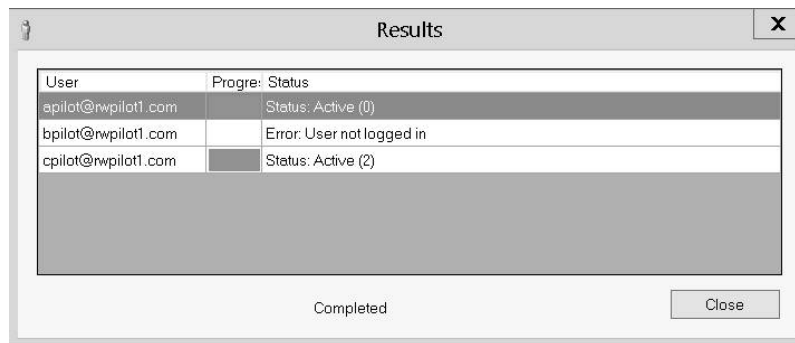 Results
X
User Progre: Status
apilot@rwpilot1.com Status: Active (0)
bpilot@rwpilot1.com Error: User not logged in
cpilot@rwpilot1.com Status: Active (2)
Completed
Close